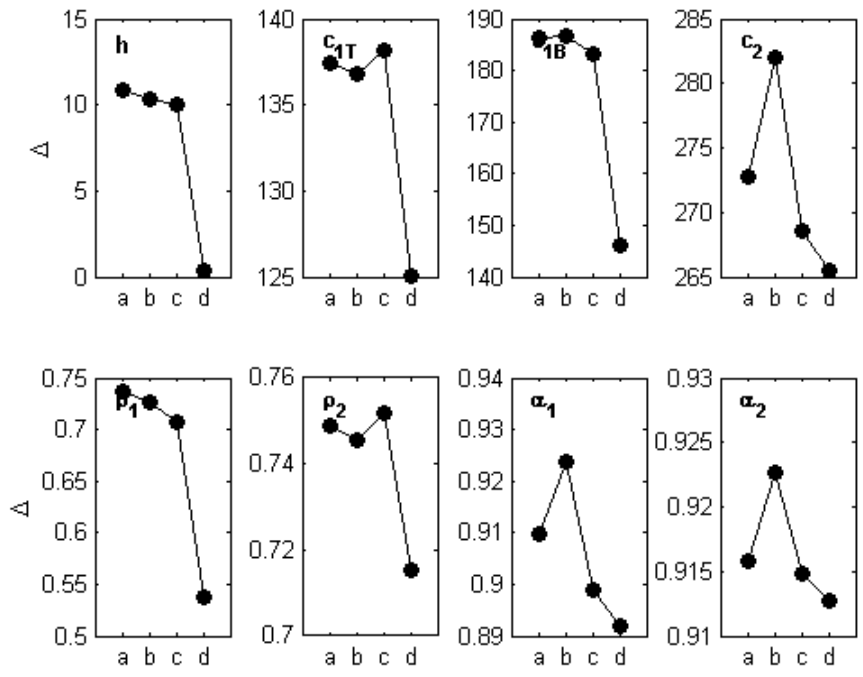 15 h 140 c1T 190 1B 285 c2
10 135 180 280
Δ 170 275
5 130 160 270
150
0 125 140 265
a b c d a b c d a b c d a b c d
0.75 ρ1 0.76 ρ2 0.94 α1 0.93 α2
0.7 0.93 0.925
0.65 0.74 0.92
Δ 0.6 0.91 0.92
0.55 0.72 0.9 0.915
0.5 0.7 0.89 0.91
a b c d a b c d a b c d a b c d